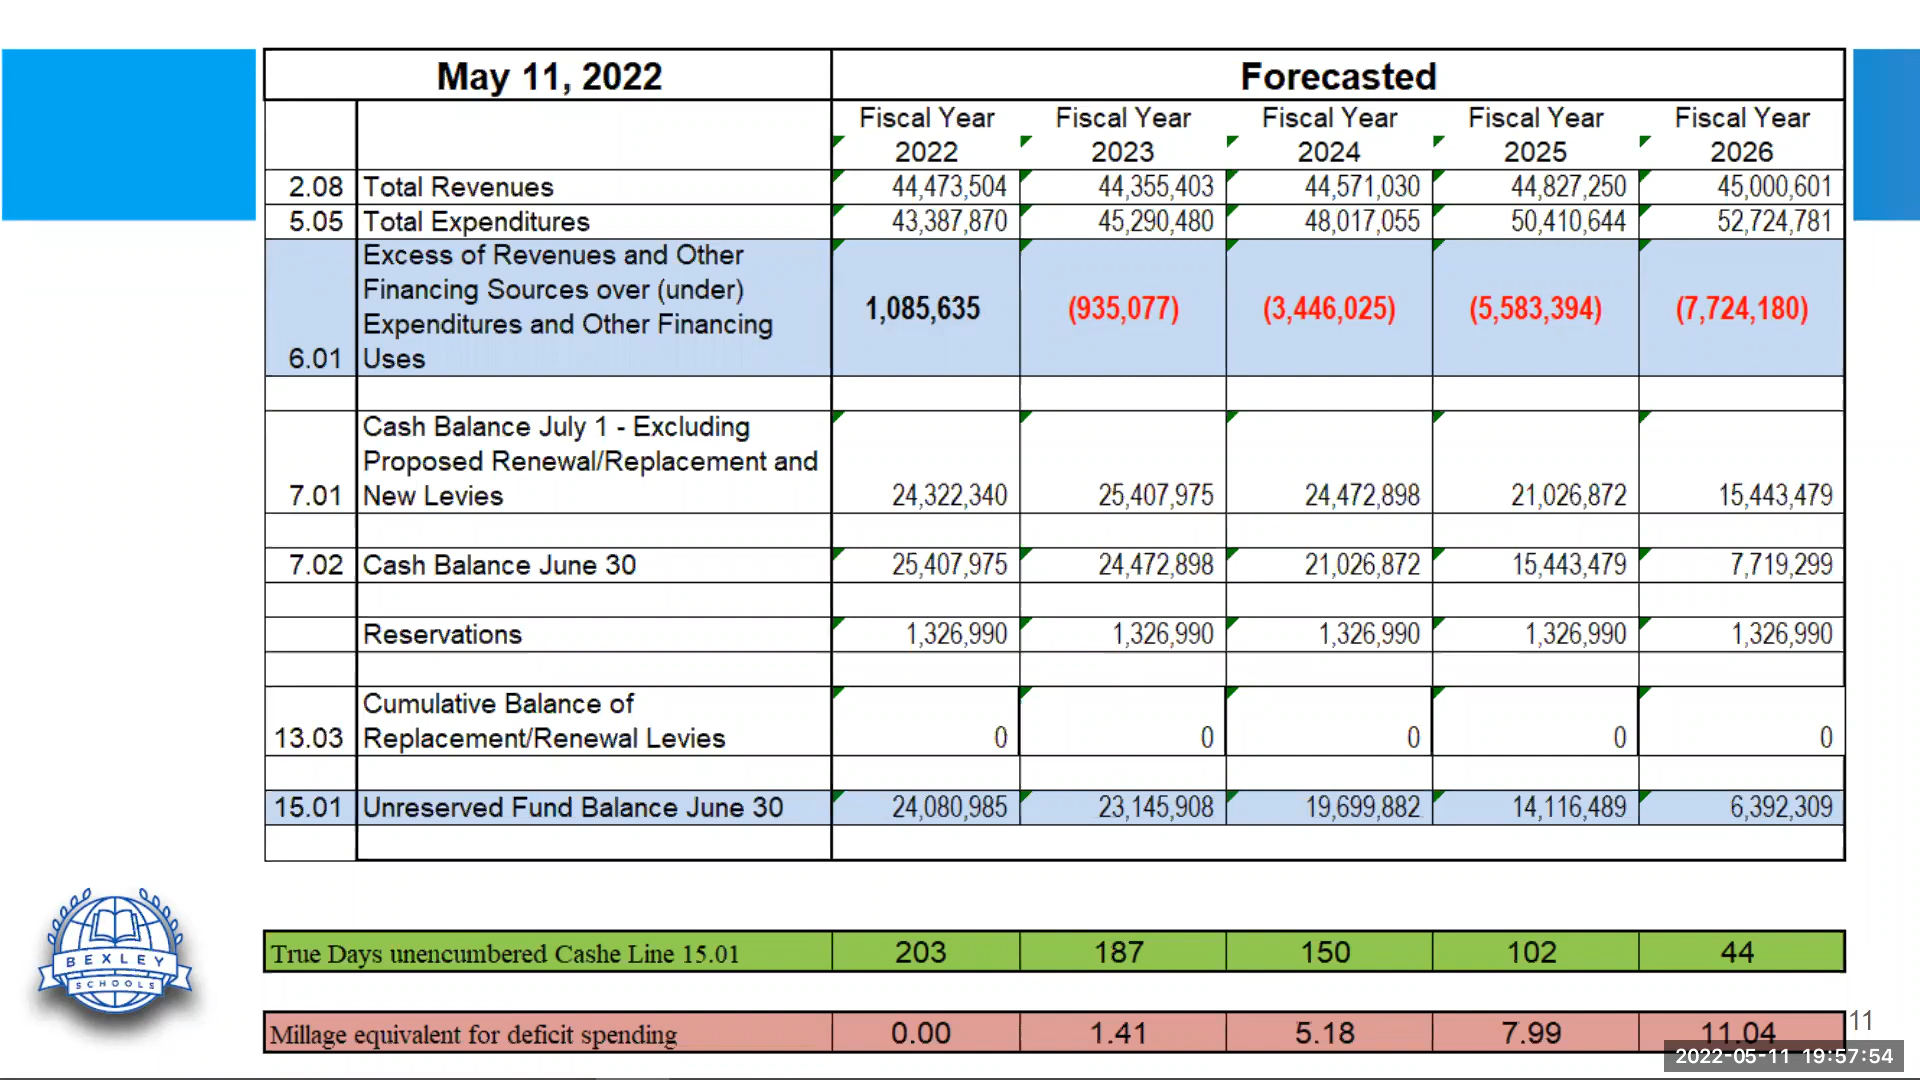 May 11, 2022 Forecasted
Fiscal Year Fiscal Year Fiscal Year Fiscal Year Fiscal Year
2022 2023 2024 2025 2026
2.08 Total Revenues 44,473,504 44,355,403 44,571,030 44,827,250 45,000,601
5.05 Total Expenditures 43,387,870 45,290,480 48,017,055 50,410,644 52,724,781
Excess of Revenues and Other
Financing Sources over (under)
Expenditures and Other Financing
6.01 Uses 1,085,635 (935,077) (3,446,025) (5,583,394) (7,724,180)
Cash Balance July 1 - Excluding
Proposed Renewal/Replacement and
7.01 New Levies 24,322,340 25,407,975 24,472,898 21,026,872 15,443,479
7.02 Cash Balance June 30 25,407,975 24,472,898 21,026,872 15,443,479 7,719,299
Reservations 1,326,990 1,326,990 1,326,990 1,326,990 1,326,990
Cumulative Balance of
13.03 Replacement/Renewal Levies 0 0 0 0 0
15.01 Unreserved Fund Balance June 30 24,080,985 23,145,908 19,699,882 14,116,489 6,392,309
True Days unencumbered Cashe Line 15.01 203 187 150 102 44
BEXLEY
SCHOOLS
Millage equivalent for deficit spending 0.00 1.41 5.18 7.99 11.04
11
2022-05-11 19:57:54